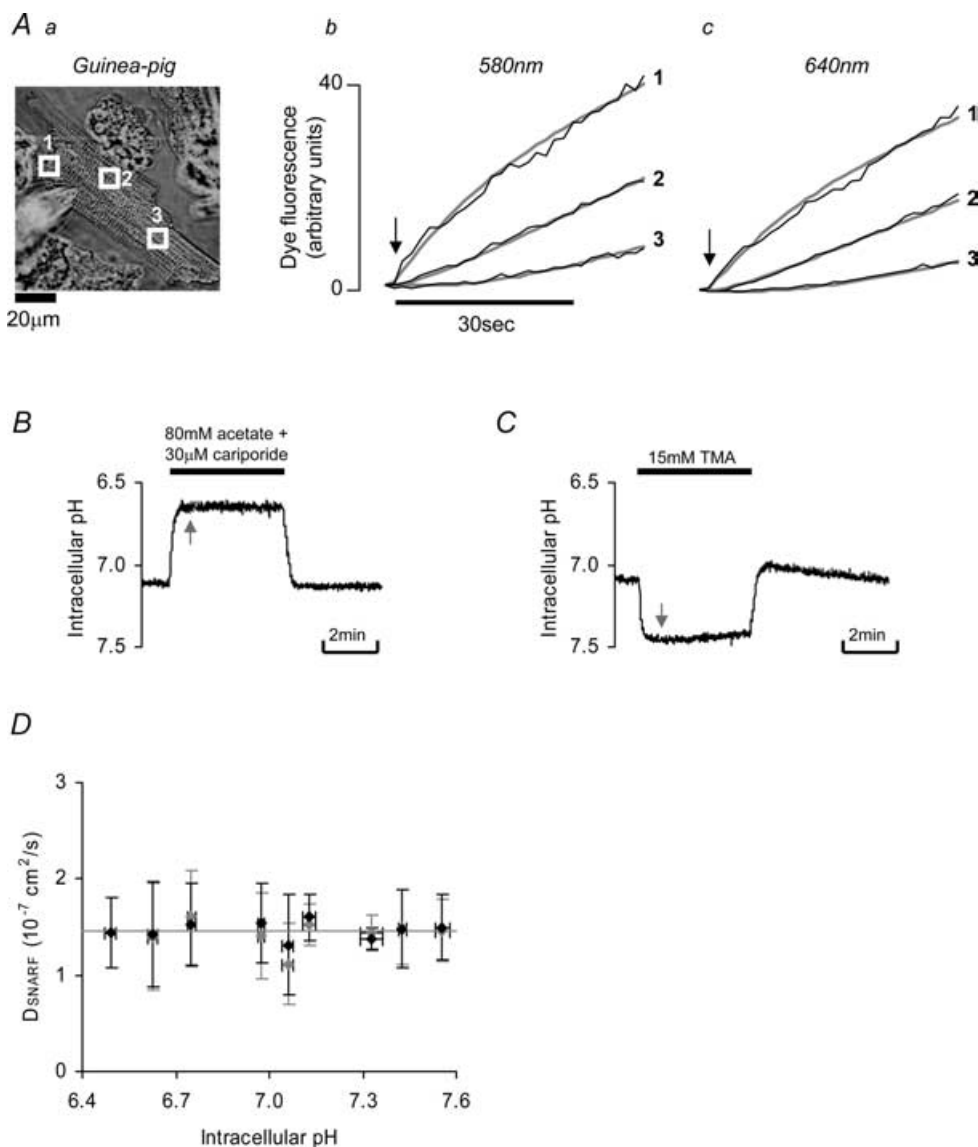 A a
b
c
Guinea-pig
580nm
640nm
1
2
3
20μm
Dye fluorescence
(arbitrary units)
40
0
1
2
3
30sec
1
2
3
B
80mM acetate +
30μM cariporide
Intracellular pH
6.5
7.0
7.5
2min
C
15mM TMA
Intracellular pH
6.5
7.0
7.5
2min
D
DSNARF (10-7 cm2/s)
3
2
1
0
6.4 6.7 7.0 7.3 7.6
Intracellular pH